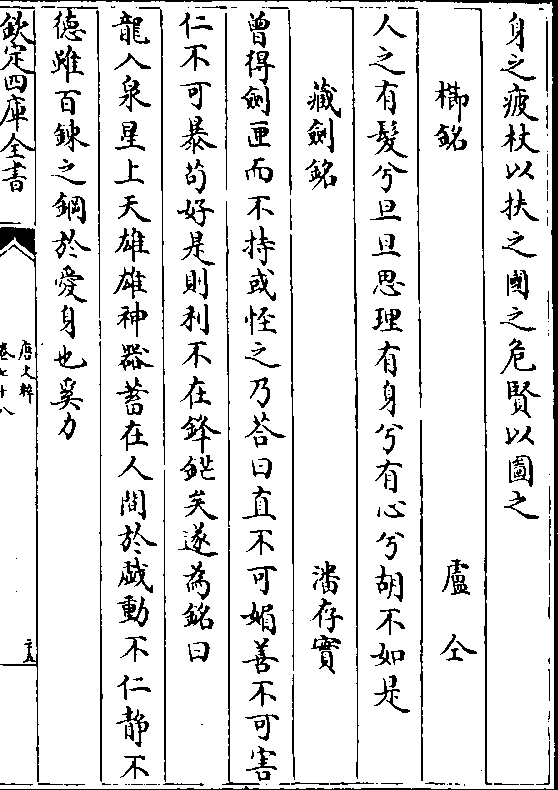 身之疲杖以扶之國之危賢以圖之
櫛銘　盧仝
人之有髮兮旦旦思理有身兮有心兮胡不如是
藏劍銘　潘存實
曾得劍匣而不持或怪之乃荅曰直不可媚善不可害
仁不可暴苟好是則利不在鋒鋩矣遂為銘曰
龍入泉星上天雄雄神器蓄在人間於戯動不仁静不
德雖百鍊之鋼於愛身也奚力
欽定四庫全書
唐文粹
卷七十八
二五